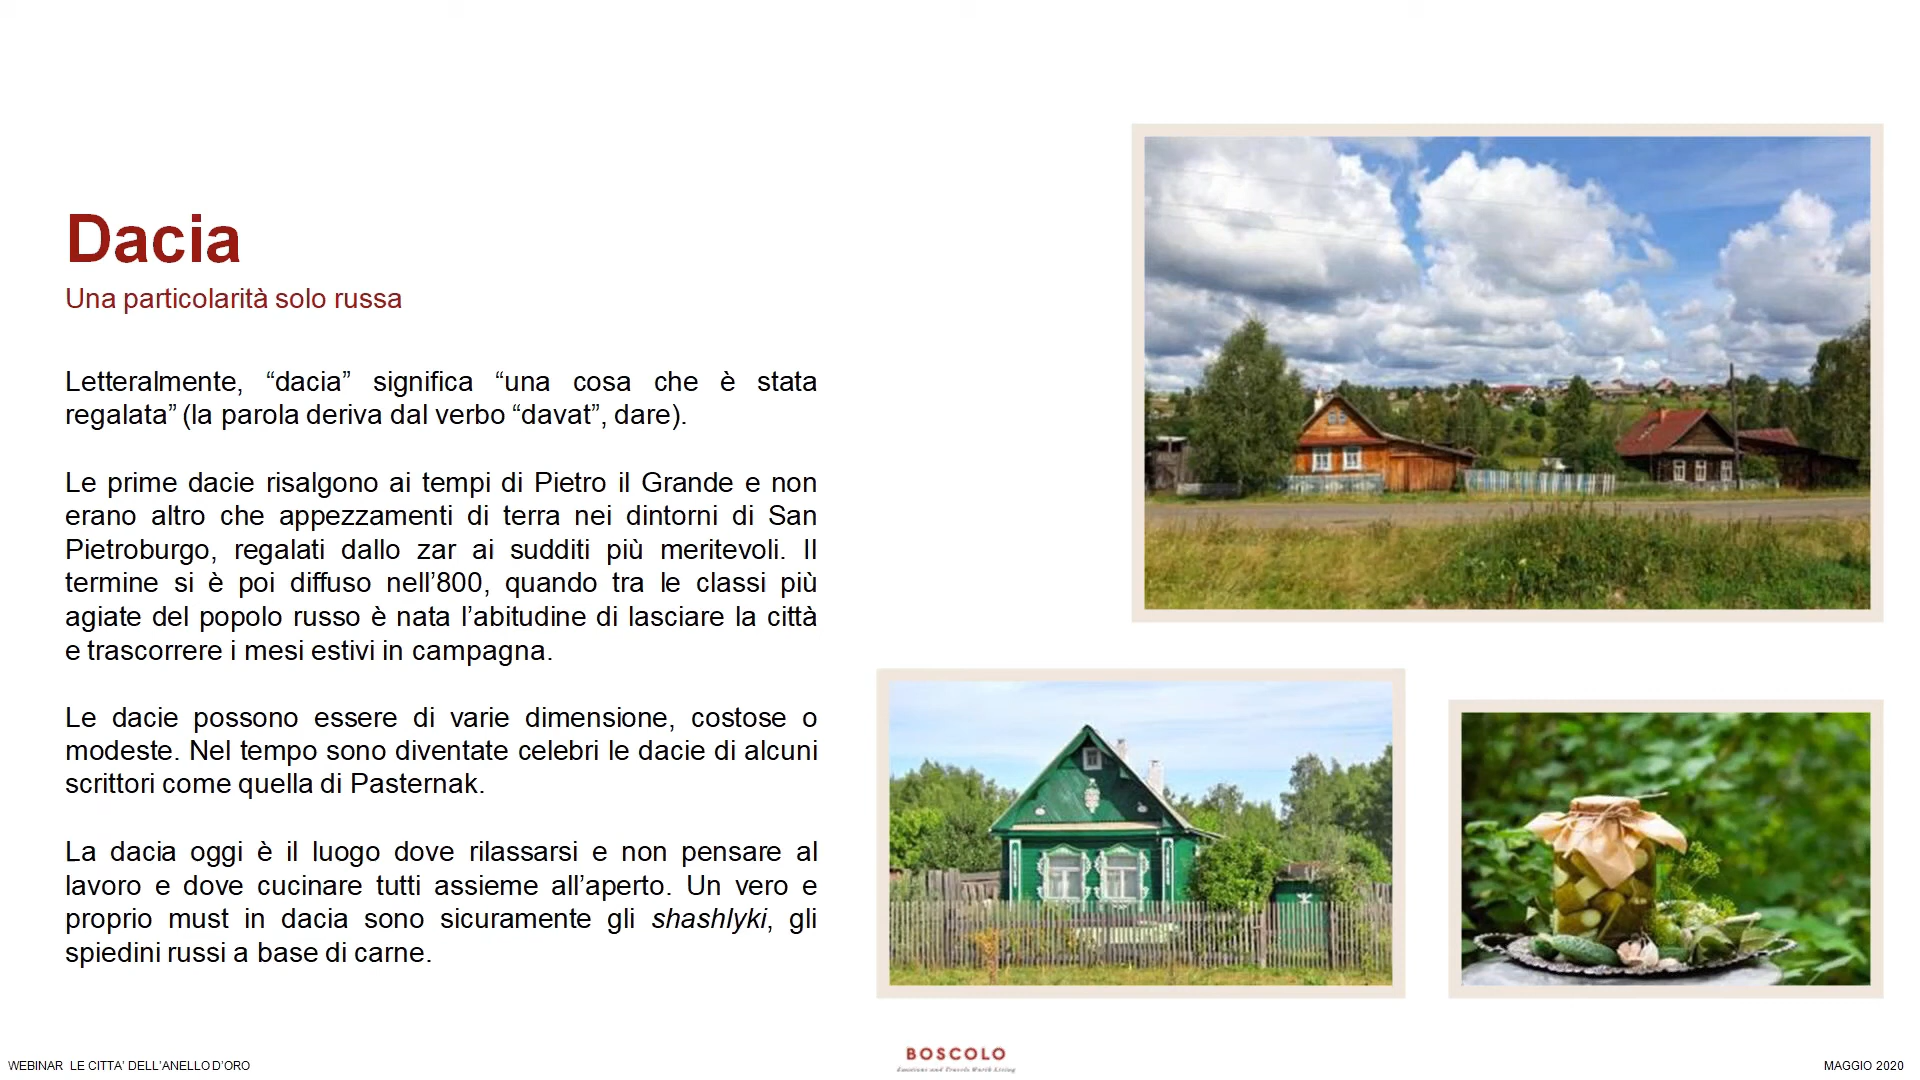 Dacia
Una particolarità solo russa
Letteralmente, “dacia” significa “una cosa che è stata
regalata” (la parola deriva dal verbo “davat”, dare).
Le prime dacie risalgono ai tempi di Pietro il Grande e non
erano altro che appezzamenti di terra nei dintorni di San
Pietroburgo, regalati dallo zar ai sudditi più meritevoli. Il
termine si è poi diffuso nell’800, quando tra le classi più
agiate del popolo russo è nata l’abitudine di lasciare la città
e trascorrere i mesi estivi in campagna.
Le dacie possono essere di varie dimensione, costose o
modeste. Nel tempo sono diventate celebri le dacie di alcuni
scrittori come quella di Pasternak.
La dacia oggi è il luogo dove rilassarsi e non pensare al
lavoro e dove cucinare tutti assieme all’aperto. Un vero e
proprio must in dacia sono sicuramente gli shashlyki, gli
spiedini russi a base di carne.
WEBINAR LE CITTA’ DELL’ANELLO D’ORO
BOSCOLO
Emotions and Travels Worth Living
MAGGIO 2020